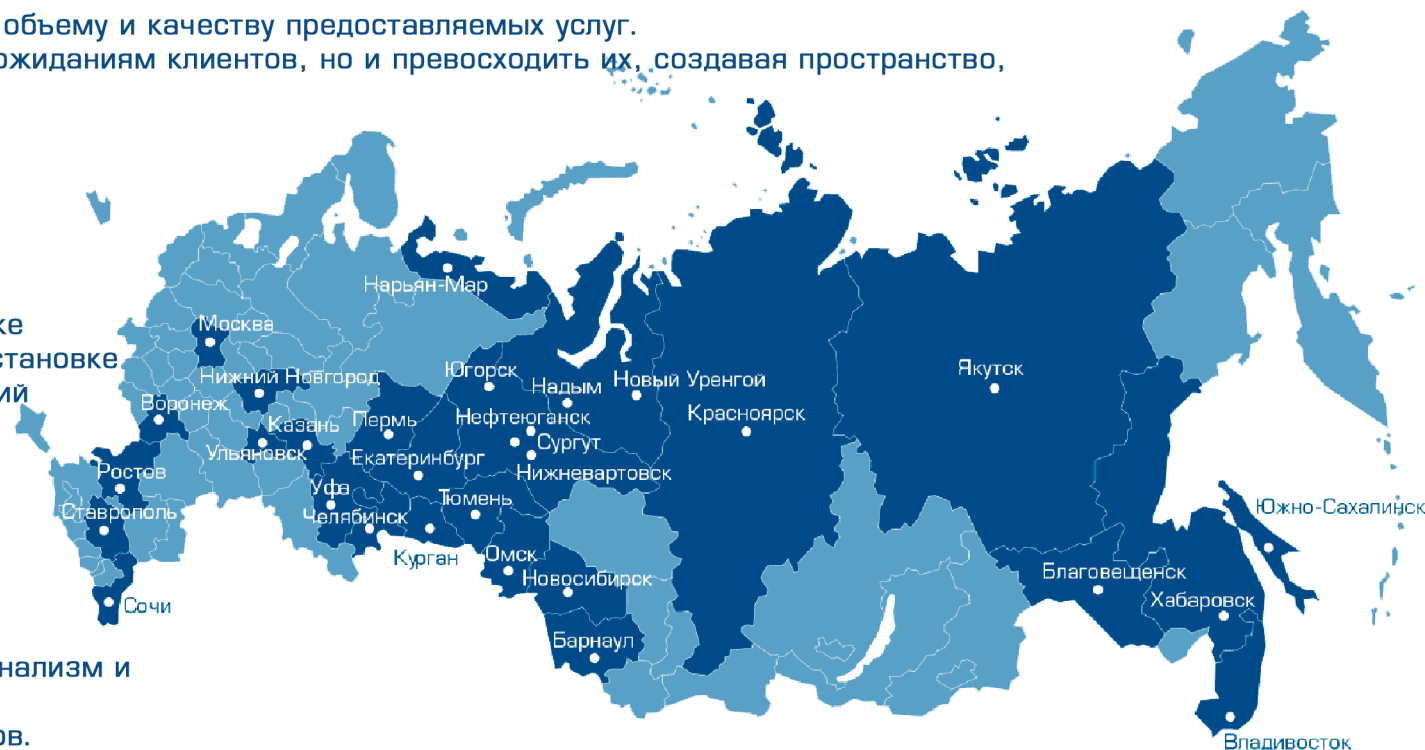 объему и качеству предоставляемых услуг.
ожиданиям клиентов, но и превосходить их, создавая пространство,
Нарьян-Мар
Москва
ке
становке
Нижний Новгород
ий
Воронеж
Казань
Пермь
Ульяновск
Югорск
Надым
Новый Уренгой
Якутск
Нефтеюганск
Красноярск
Сургут
Екатеринбург
Нижневартовск
Ростов
Уфа
Тюмень
Ставрополь
Челябинск
Южно-Сахалинск
Курган
Омск
Новосибирск
Благовещенск
Хабаровск
Сочи
Барнаул
нализм и
ов.
Владивосток